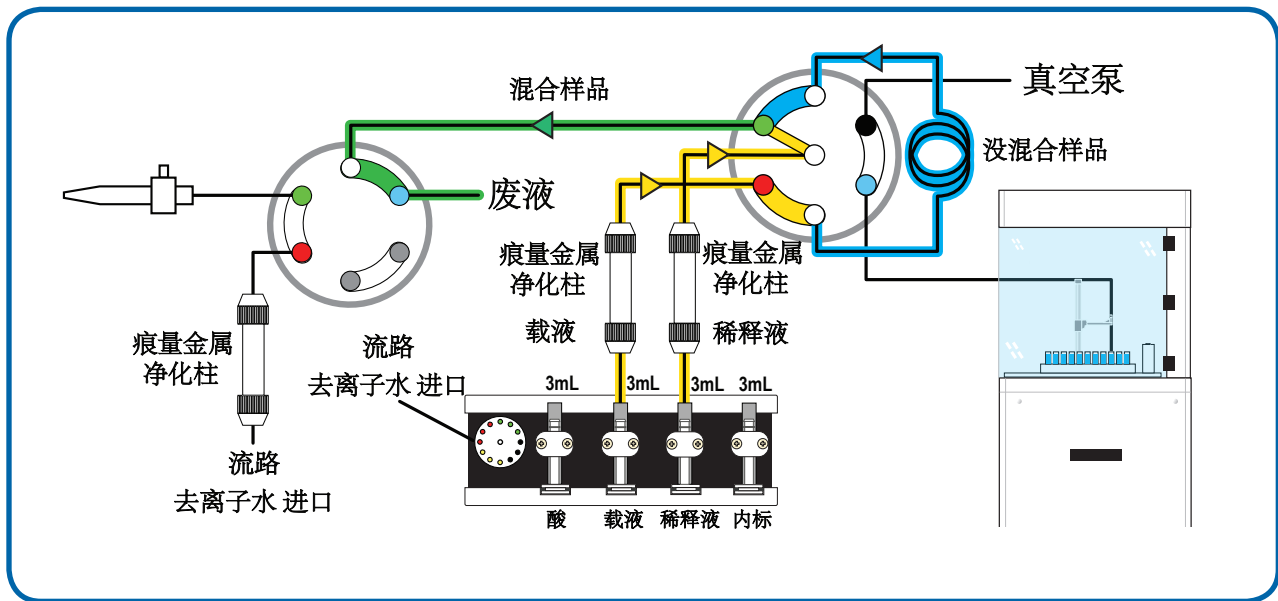 真空泵
混合样品
没混合样品
废液
痕量金属
净化柱
载液
痕量金属
净化柱
稀释液
痕量金属
净化柱
流路
去离子水 进口
流路
去离子水 进口
3mL
3mL
3mL
3mL
酸
载液
稀释液
内标